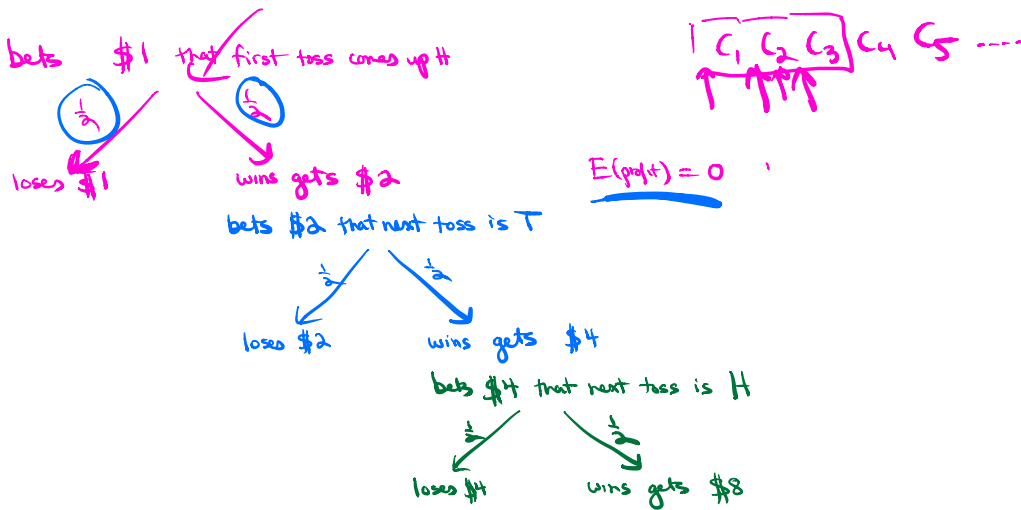 bets $1 that first toss comes up H
C₁ C₂ C₃ C₄ C₅ .....
1/2 1/2
loses $1 wins gets $2
E(profit) = 0
bets $2 that next toss is T
1/2 1/2
loses $2 wins gets $4
bets $4 that next toss is H
1/2 1/2
loses $4 wins gets $8